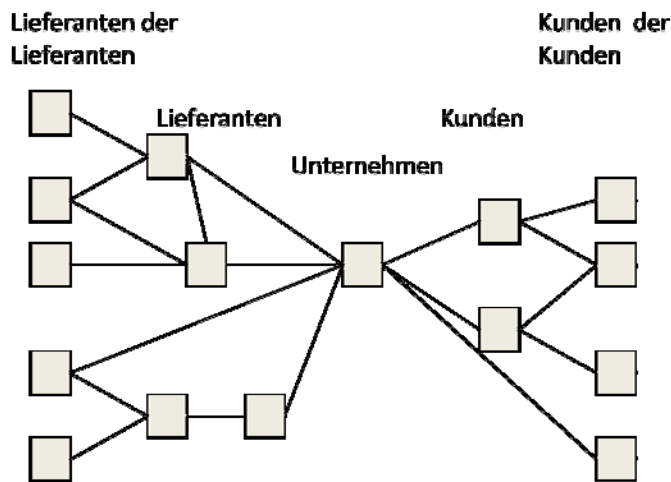 Lieferanten der
Lieferanten
Kunden der
Kunden
Lieferanten
Kunden
Unternehmen